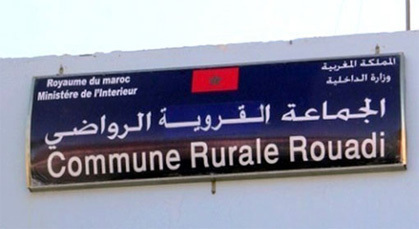 Royaume du maroc
Ministère de l'Interieur
المملكة المغربية
وزارة الداخلية
الجماعة القروية الرواضي
Commune Rurale Rouadi